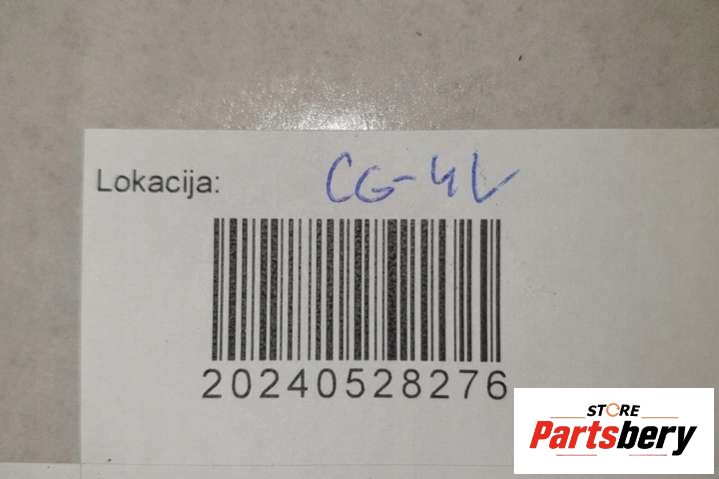 Lokacija: CG-4L
20240528276
STORE
Partsbery